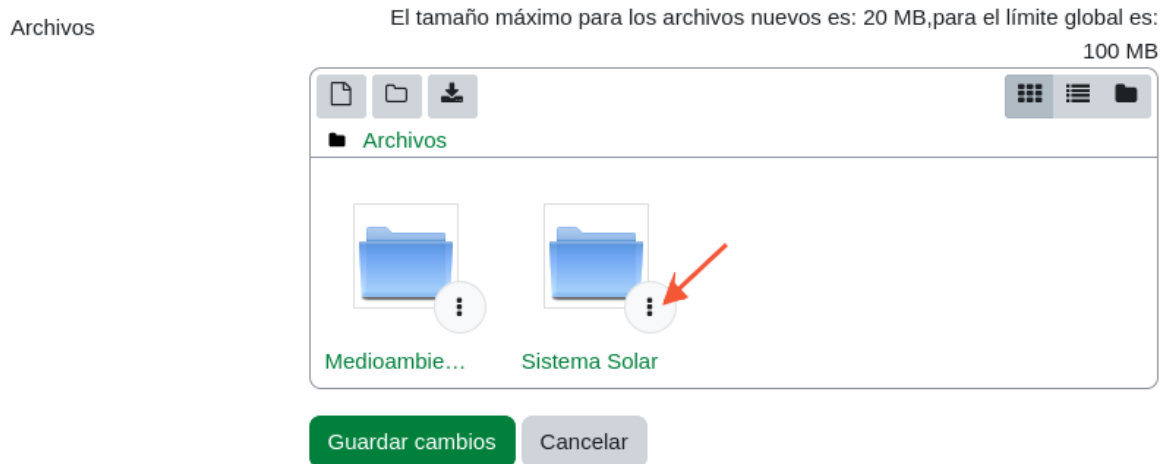 Archivos
El tamaño máximo para los archivos nuevos es: 20 MB,para el límite global es:
100 MB
Archivos
Medioambie...
Sistema Solar
Guardar cambios
Cancelar